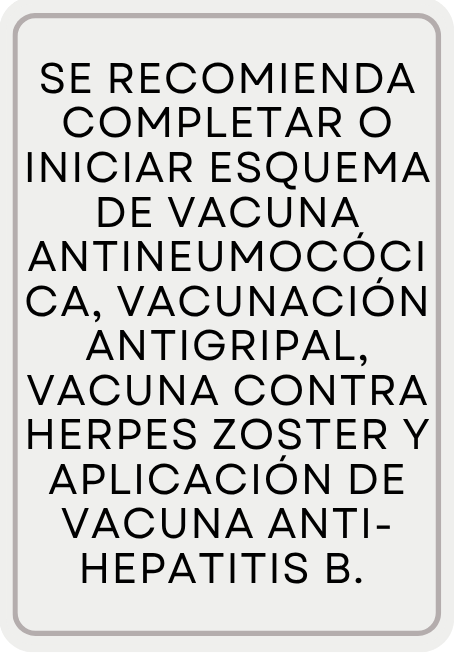 SE RECOMIENDA
COMPLETAR O
INICIAR ESQUEMA
DE VACUNA
ANTINEUMOCÓCI
CA, VACUNACIÓN
ANTIGRIPAL,
VACUNA CONTRA
HERPES ZOSTER Y
APLICACIÓN DE
VACUNA ANTI-
HEPATITIS B.